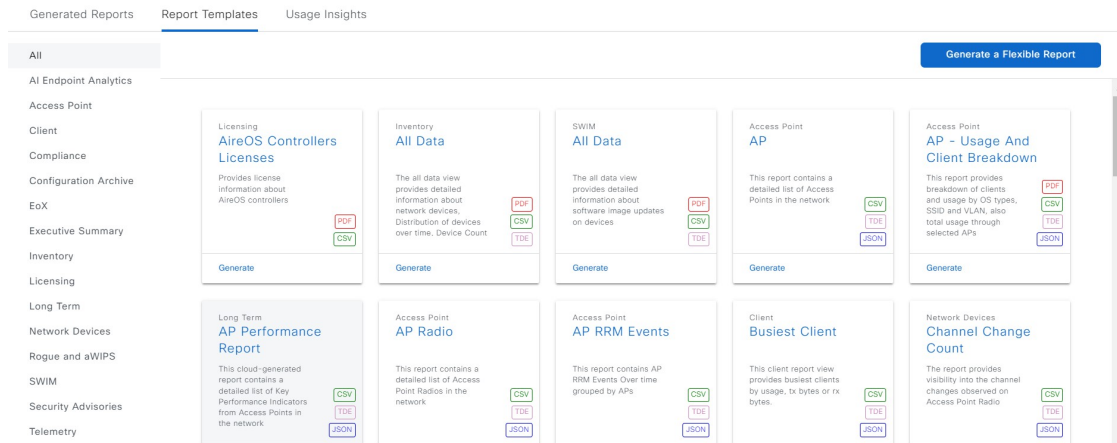 Generated Reports
Report Templates
Usage Insights
All
AI Endpoint Analytics
Access Point
Client
Compliance
Configuration Archive
EoX
Executive Summary
Inventory
Licensing
Long Term
Network Devices
Rogue and aWIPS
SWIM
Security Advisories
Telemetry
Generate a Flexible Report
Licensing
AireOS Controllers
Licenses
Provides license
information about
AireOS controllers
PDF
CSV
Generate
Inventory
All Data
The all data view
provides detailed
information about
network devices,
Distribution of devices
over time. Device Count
PDF
CSV
TDE
Generate
SWIM
All Data
The all data view
provides detailed
information about
software image updates
on devices
PDF
CSV
TDE
Generate
Access Point
AP
This report contains a
detailed list of Access
Points in the network
CSV
TDE
JSON
Generate
Access Point
AP - Usage And
Client Breakdown
This report provides
breakdown of clients
and usage by OS types,
SSID and VLAN, also
total usage through
selected APs
PDF
CSV
TDE
JSON
Generate
Long Term
AP Performance
Report
This cloud-generated
report contains a
detailed list of Key
Performance Indicators
from Access Points in
the network
CSV
TDE
JSON
Access Point
AP Radio
This report contains a
detailed list of Access
Point Radios in the
network
CSV
TDE
JSON
Access Point
AP RRM Events
This report contains AP
RRM Events Over time
grouped by APs
CSV
TDE
JSON
Client
Busiest Client
This client report view
provides busiest clients
by usage, tx bytes or rx
bytes.
CSV
TDE
JSON
Network Devices
Channel Change
Count
The report provides
visibility into the channel
changes observed on
Access Point Radio
CSV
TDE
JSON